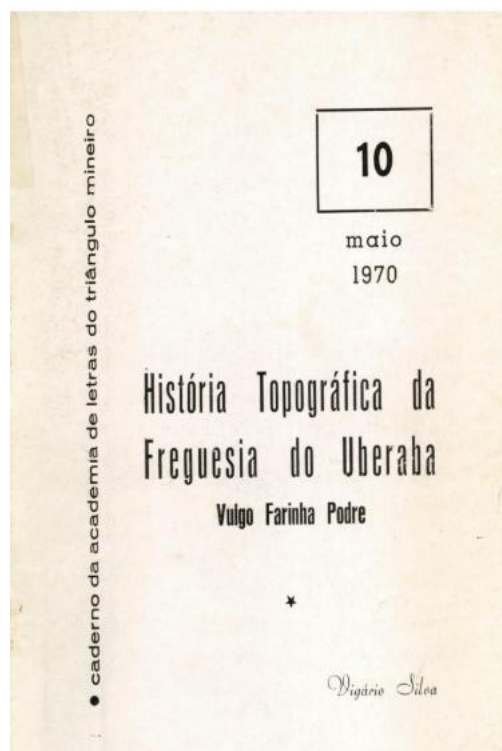 • caderno da academia de letras do triângulo mineiro
10
maio
1970
História Topográfica da
Freguesia do Uberaba
Vulgo Farinha Podre
Vigário Silva